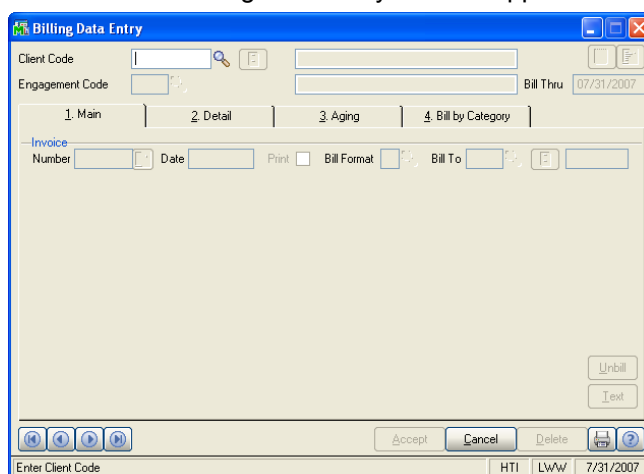 Billing Data Entry
Client Code
Engagement Code Bill Thru 07/31/2007
1. Main 2. Detail 3. Aging 4. Bill by Category
Invoice
Number Date Print Bill Format Bill To
Unbill
Text
Accept Cancel Delete
Enter Client Code HTI LWW 7/31/2007